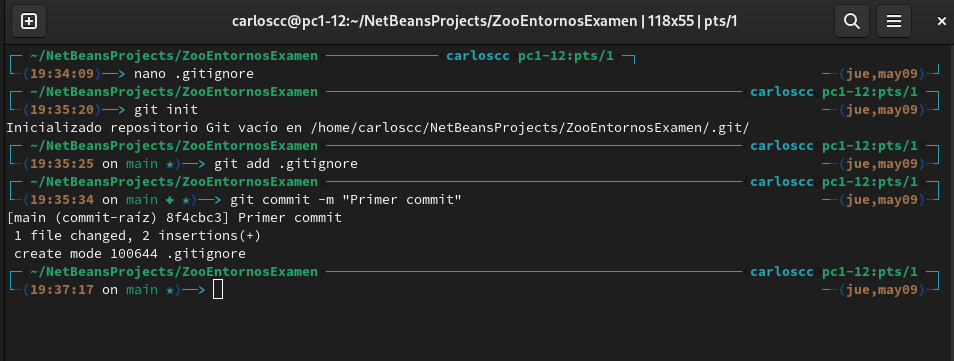 carloscc@pc1-12:~/NetBeansProjects/ZooEntornosExamen | 118x55 | pts/1
~/NetBeansProjects/ZooEntornosExamen carloscc pc1-12:pts/1
(19:34:09)──> nano .gitignore (jue,may09)
~/NetBeansProjects/ZooEntornosExamen carloscc pc1-12:pts/1
(19:35:20)──> git init (jue,may09)
Inicializado repositorio Git vacío en /home/carloscc/NetBeansProjects/ZooEntornosExamen/.git/
~/NetBeansProjects/ZooEntornosExamen carloscc pc1-12:pts/1
(19:35:25 on main ★)──> git add .gitignore (jue,may09)
~/NetBeansProjects/ZooEntornosExamen carloscc pc1-12:pts/1
(19:35:34 on main ✚ ★)──> git commit -m "Primer commit" (jue,may09)
[main (commit-raíz) 8f4cbc3] Primer commit
1 file changed, 2 insertions(+)
create mode 100644 .gitignore
~/NetBeansProjects/ZooEntornosExamen carloscc pc1-12:pts/1
(19:37:17 on main ★)──> (jue,may09)